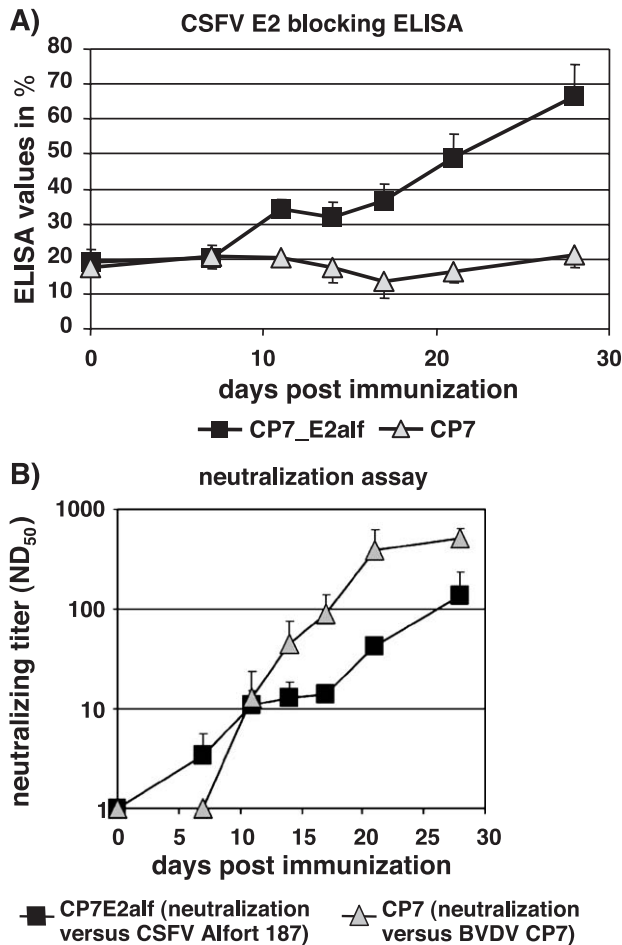 A)
CSFV E2 blocking ELISA
ELISA values in %
80
70
60
50
40
30
20
10
0
0 10 20 30
days post immunization
CP7_E2alf CP7
B)
neutralization assay
neutralizing titer (ND50)
1000
100
10
1
0 5 10 15 20 25 30
days post immunization
CP7E2alf (neutralization
versus CSFV Alfort 187)
CP7 (neutralization
versus BVDV CP7)